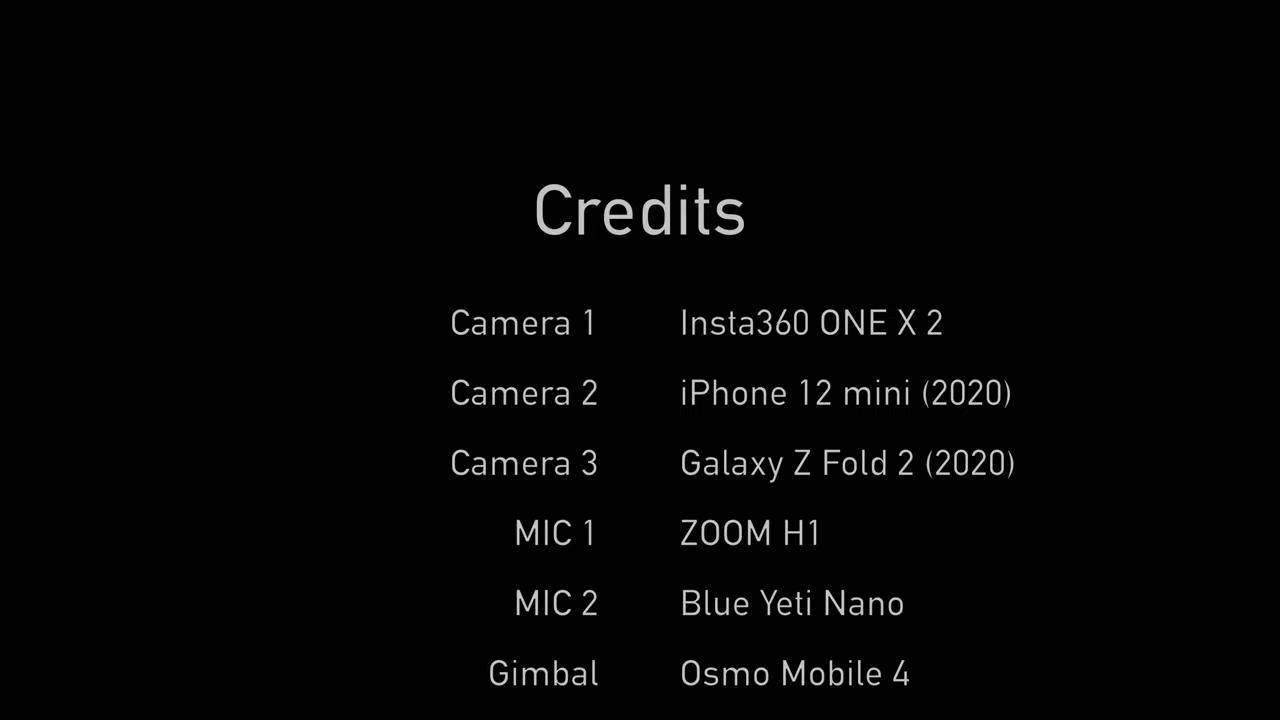 Credits
Camera 1 Insta360 ONE X 2
Camera 2 iPhone 12 mini (2020)
Camera 3 Galaxy Z Fold 2 (2020)
MIC 1 ZOOM H1
MIC 2 Blue Yeti Nano
Gimbal Osmo Mobile 4